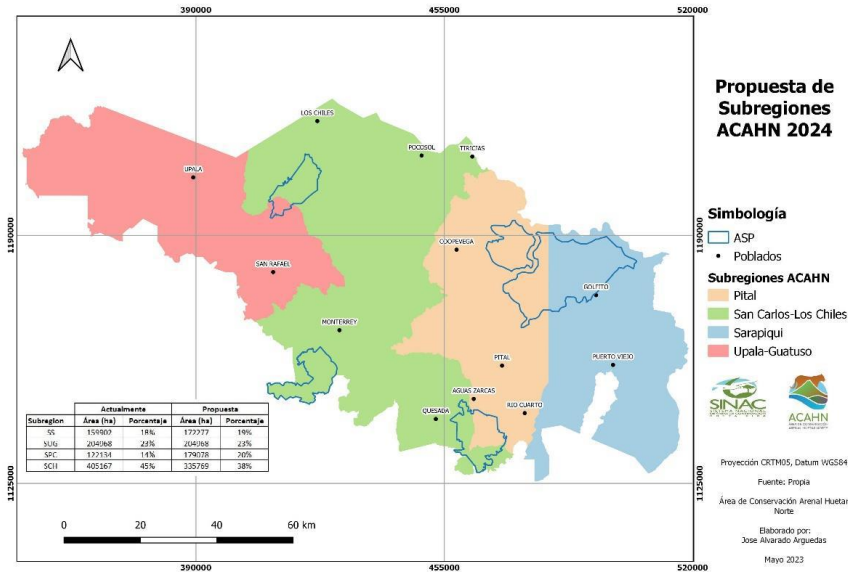 390000
455000
520000
Propuesta de
Subregiones
ACAHN 2024
LOS CHILES
POCOSOL
TIRICIAS
UPALA
1190000
1190000
COOPEVEGA
SAN RAFAEL
GOLFITO
MONTERREY
PITAL
PUERTO VIEJO
AGUAS ZARCAS
QUESADA
RIO CUARTO
Simbología
ASP
Poblados
Subregiones ACAHN
Pital
San Carlos-Los Chiles
Sarapiqui
Upala-Guatuso
SINAC
ACAHN
Actualmente Propuesta
Subregion Área (ha) Porcentaje Área (ha) Porcentaje
SS 159902 18% 172277 19%
SUG 204968 23% 204968 23%
SPC 122134 14% 179078 20%
SCH 405167 45% 335769 38%
1125000
1125000
0 20 40 60 km
Proyección CRTM05, Datum WGS84
Fuente: Propia
Área de Conservación Arenal Huetar
Norte
Elaborado por:
Jose Alvarado Arguedas
Mayo 2023
390000
455000
520000